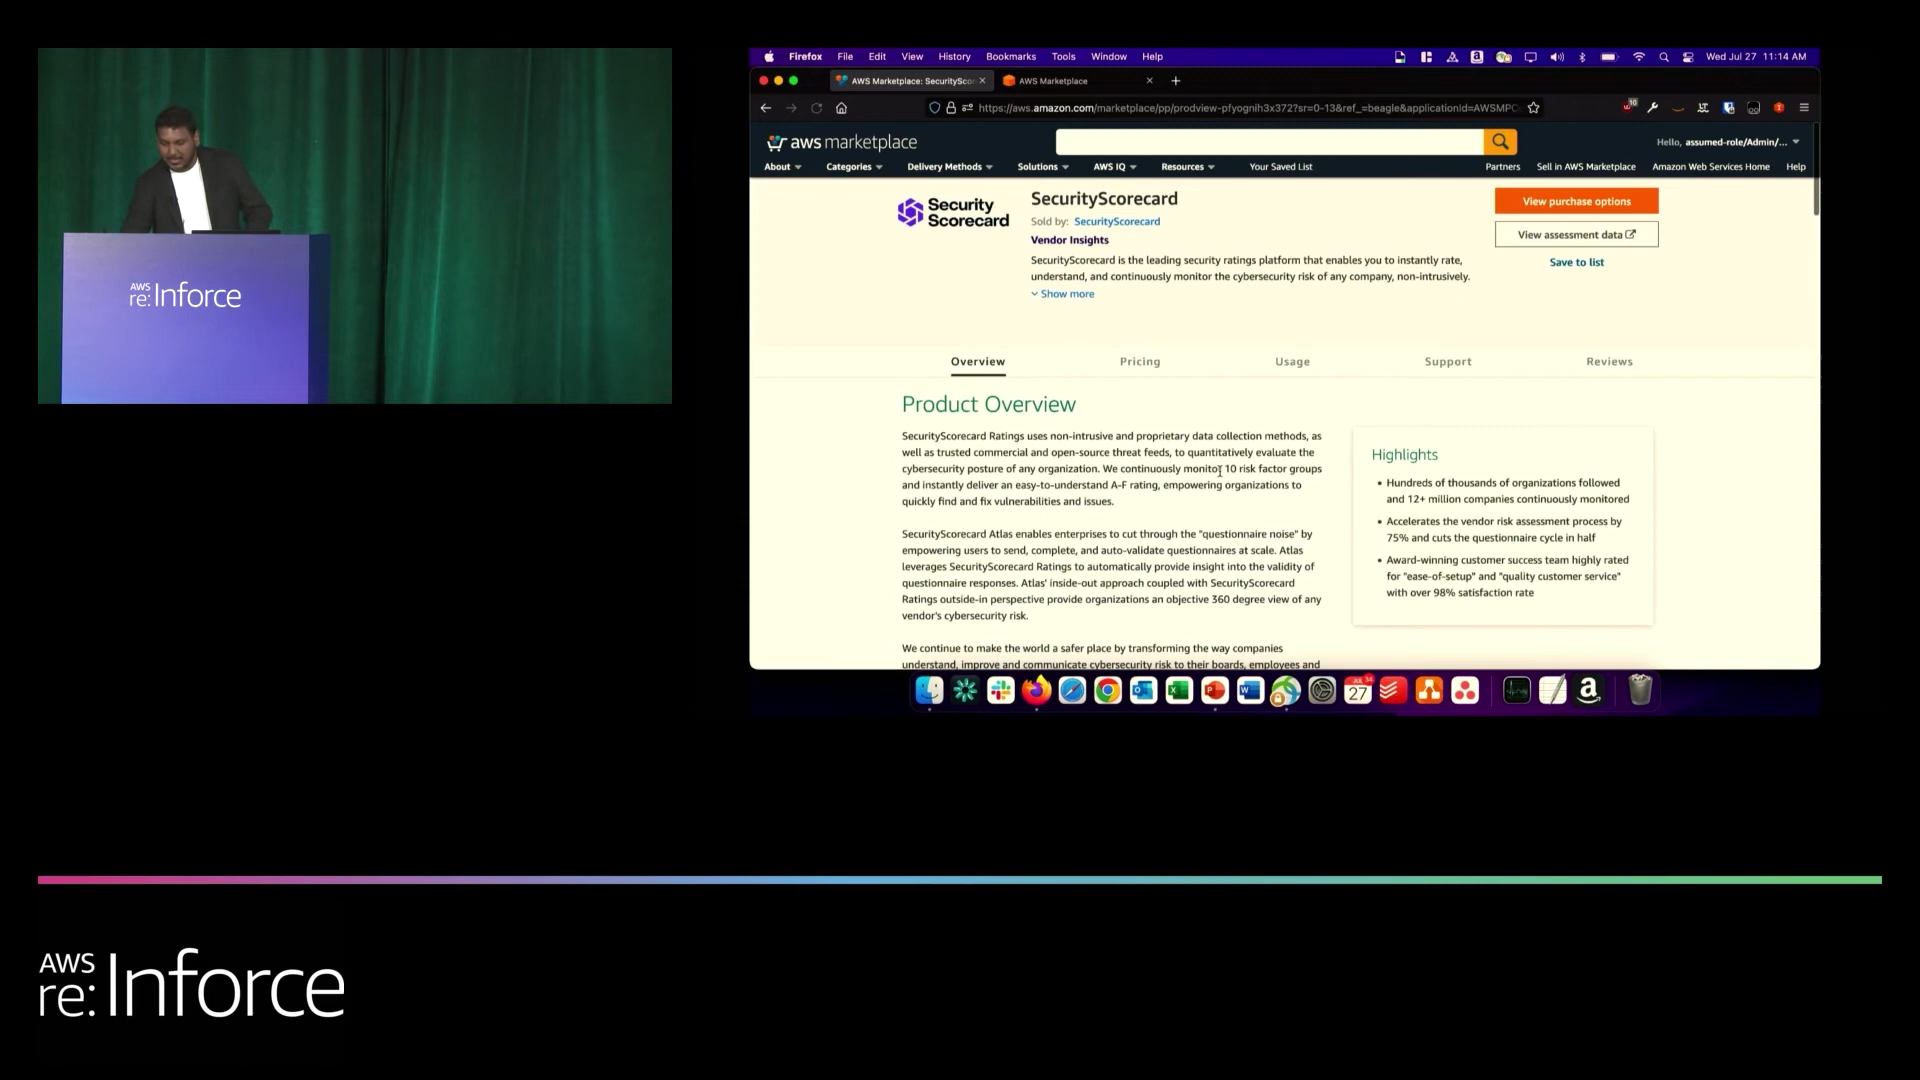 AWS
re:Inforce
Firefox File Edit View History Bookmarks Tools Window Help
Wed Jul 27 11:14 AM
AWS Marketplace: SecurityScor
AWS Marketplace
https://aws.amazon.com/marketplace/pp/prodview-pfyognih3x372?sr=0-13&ref_=beagle&applicationId=AWSMPC
aws marketplace
Hello, assumed-role/Admin/...
About Categories Delivery Methods Solutions AWS IQ Resources Your Saved List Partners Sell in AWS Marketplace Amazon Web Services Home Help
Security
Scorecard
SecurityScorecard
Sold by: SecurityScorecard
Vendor Insights
SecurityScorecard is the leading security ratings platform that enables you to instantly rate,
understand, and continuously monitor the cybersecurity risk of any company, non-intrusively.
Show more
View purchase options
View assessment data
Save to list
Overview Pricing Usage Support Reviews
Product Overview
SecurityScorecard Ratings uses non-intrusive and proprietary data collection methods, as
well as trusted commercial and open-source threat feeds, to quantitatively evaluate the
cybersecurity posture of any organization. We continuously monitor 10 risk factor groups
and instantly deliver an easy-to-understand A-F rating, empowering organizations to
quickly find and fix vulnerabilities and issues.
SecurityScorecard Atlas enables enterprises to cut through the "questionnaire noise" by
empowering users to send, complete, and auto-validate questionnaires at scale. Atlas
leverages SecurityScorecard Ratings to automatically provide insight into the validity of
questionnaire responses. Atlas' inside-out approach coupled with SecurityScorecard
Ratings outside-in perspective provide organizations an objective 360 degree view of any
vendor's cybersecurity risk.
We continue to make the world a safer place by transforming the way companies
understand, improve and communicate cybersecurity risk to their boards, employees and
Highlights
• Hundreds of thousands of organizations followed
and 12+ million companies continuously monitored
• Accelerates the vendor risk assessment process by
75% and cuts the questionnaire cycle in half
• Award-winning customer success team highly rated
for "ease-of-setup" and "quality customer service"
with over 98% satisfaction rate
27
AWS
re:Inforce